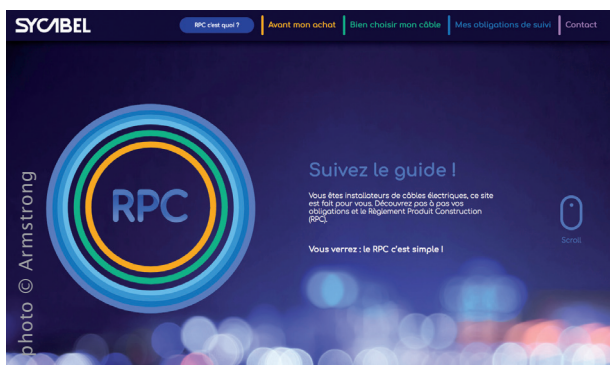 SYCABEL
RPC c'est quoi ?
Avant mon achat
Bien choisir mon câble
Mes obligations de suivi
Contact
RPC
Suivez le guide !
Vous êtes installateurs de câbles électriques, ce site
est fait pour vous. Découvrez pas à pas vos
obligations et le Règlement Produit Construction
(RPC).
Vous verrez : le RPC c'est simple !
Scroll
photo © Armstrong